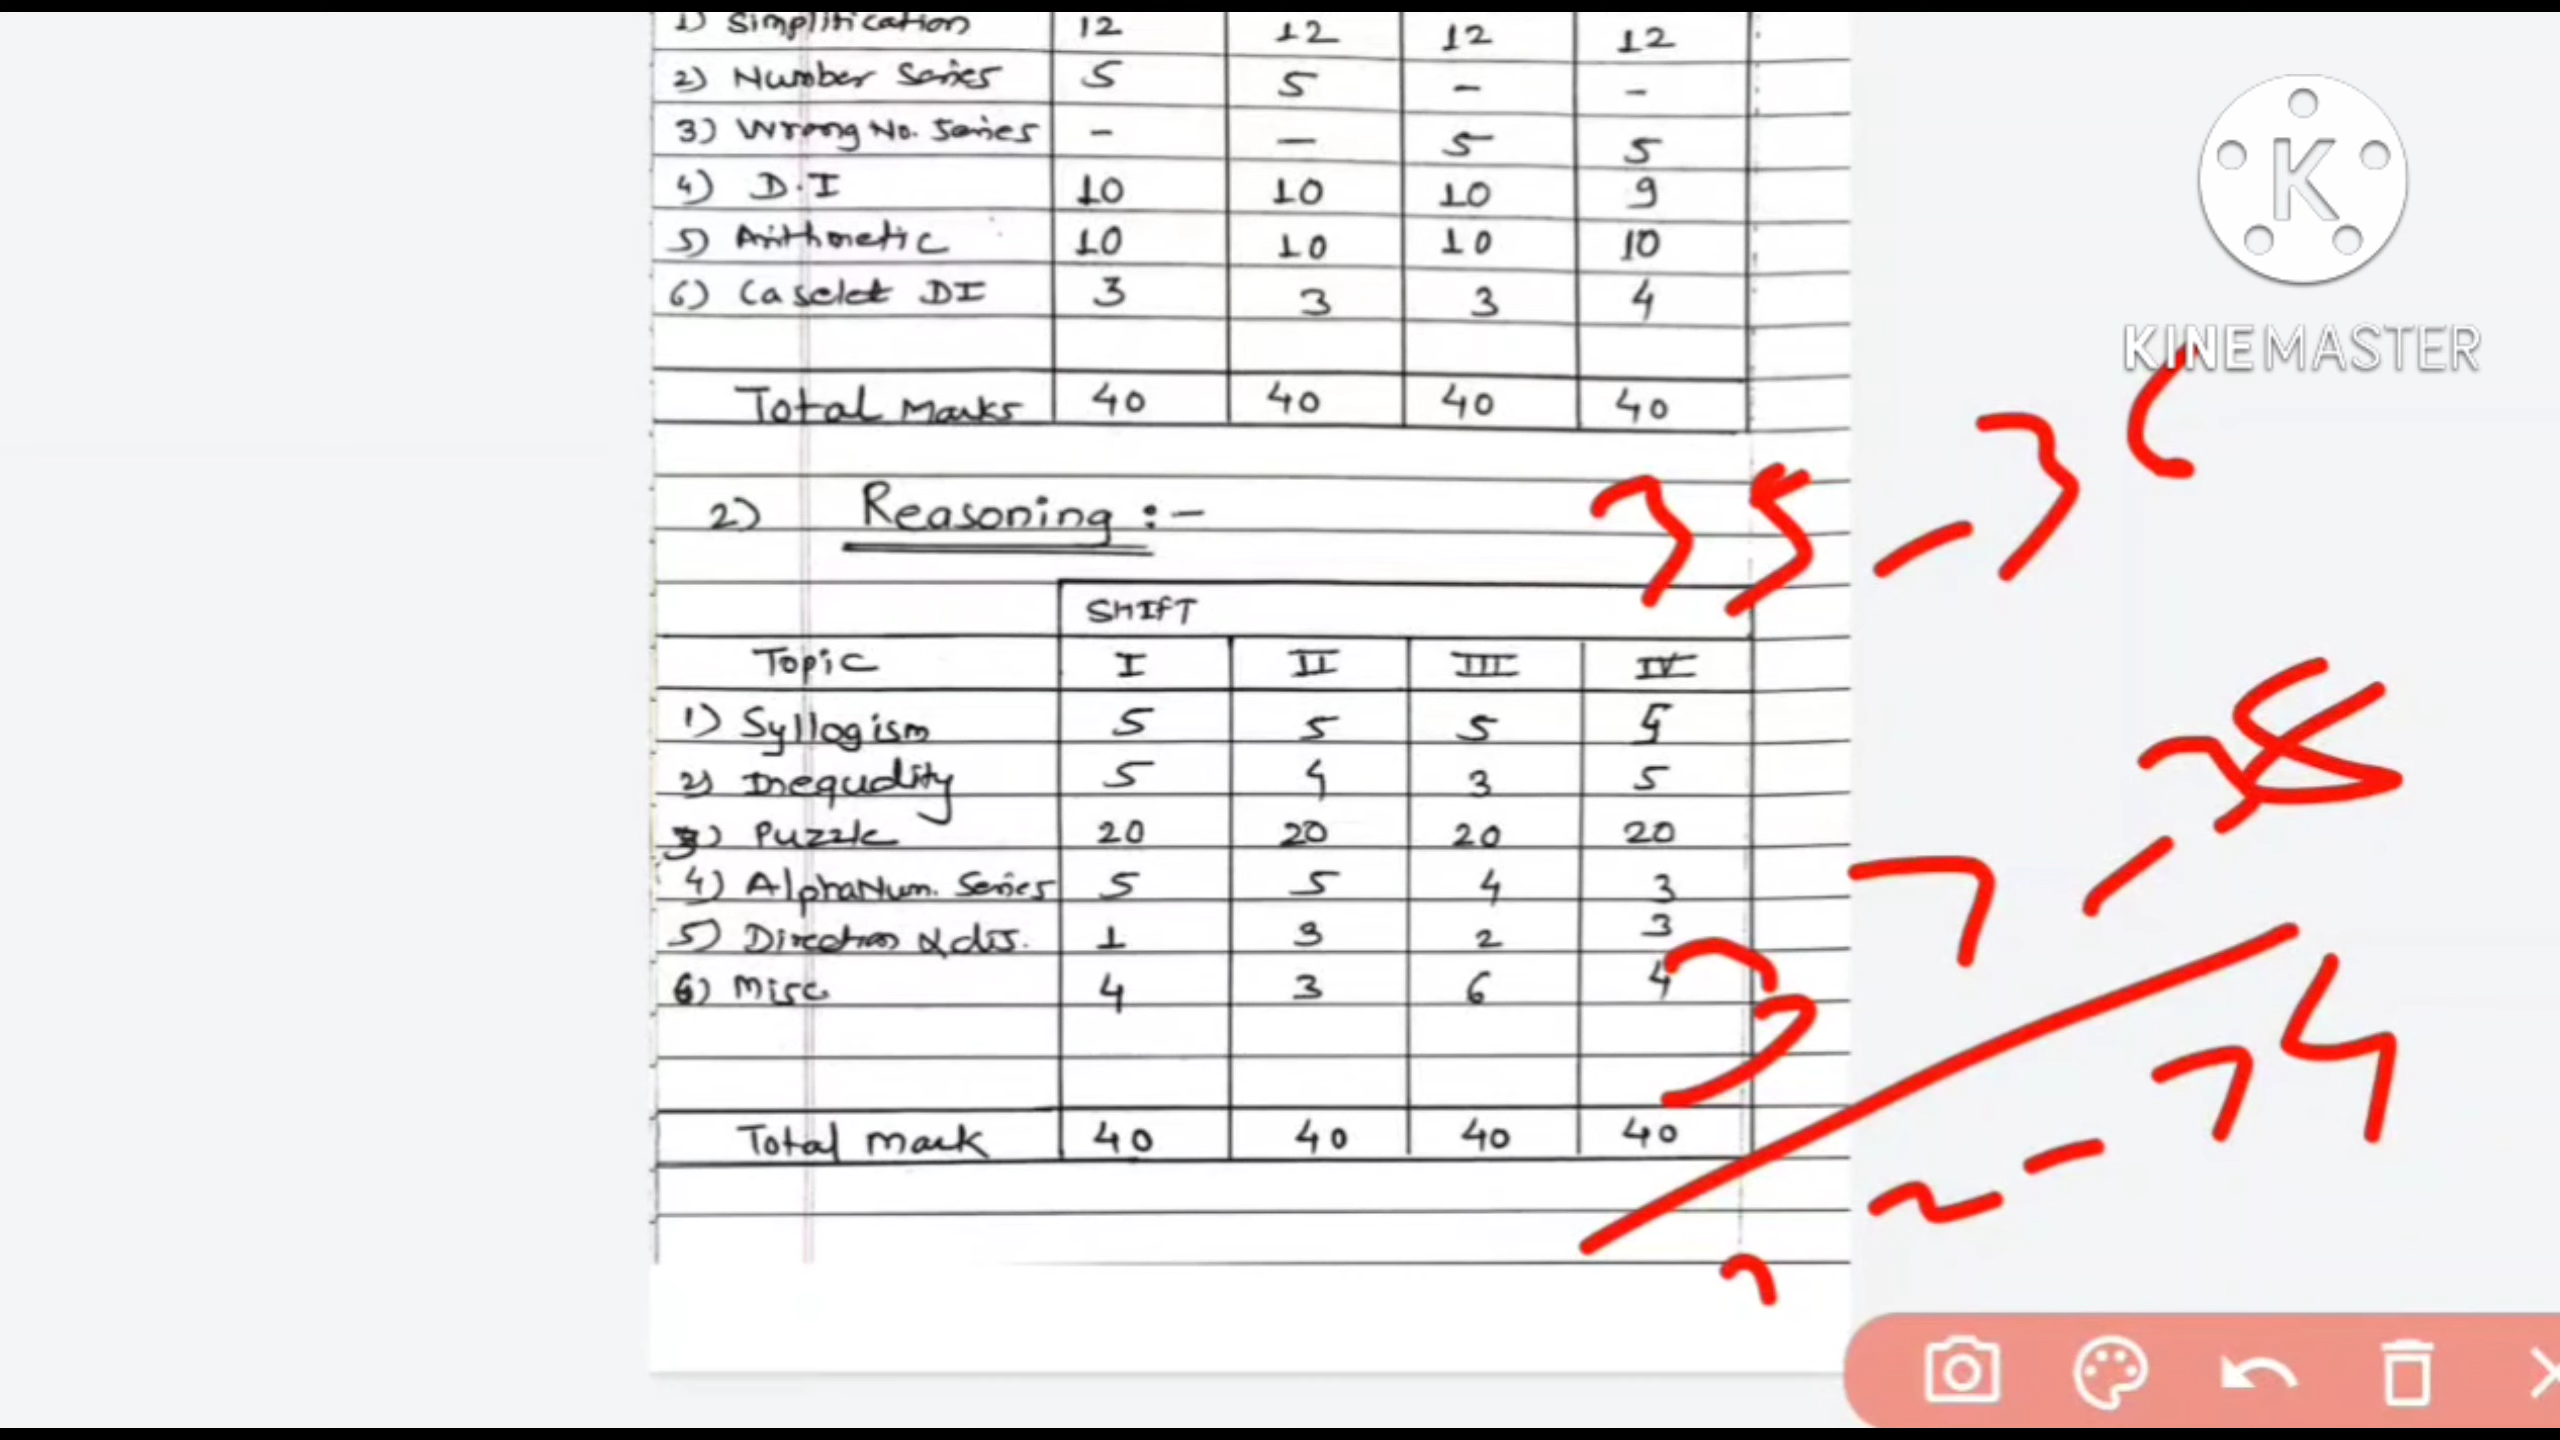 1) Simplification 12 12 12 12
2) Number Series 5 5 - -
3) Wrong No. Series - - 5 5
4) D.I 10 10 10 9
5) Arithmetic 10 10 10 10
6) Caselet DI 3 3 3 4
Total Marks 40 40 40 40
2) Reasoning :-
SHIFT
Topic I II III IV
1) Syllogism 5 5 5 5
2) Inequality 5 4 3 5
3) Puzzle 20 20 20 20
4) AlphaNum. Series 5 5 4 3
5) Direction & dis. 1 3 2 3
6) Misc 4 3 6 4
Total mark 40 40 40 40
K
KINEMASTER
35 - 36